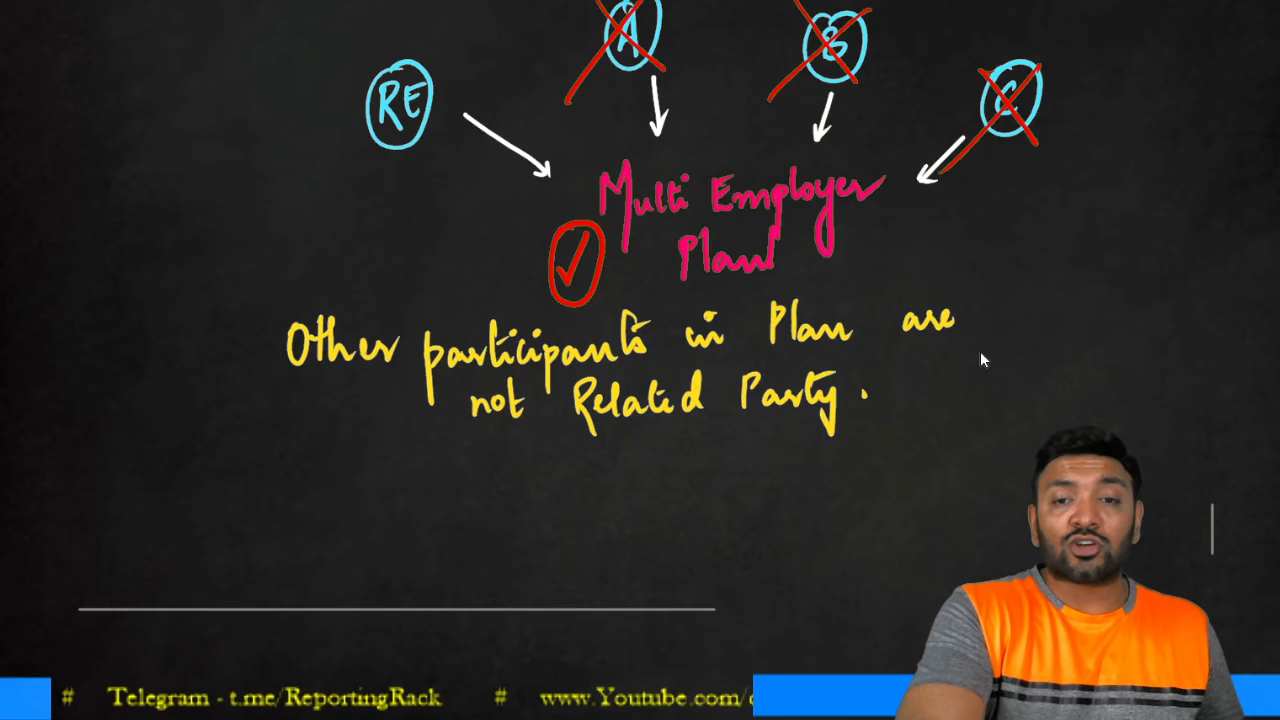 A B
RE C
Multi Employer
Plan
Other participants in Plan are
not Related Party.
# Telegram - t.me/ReportingRack # www.Youtube.com/c